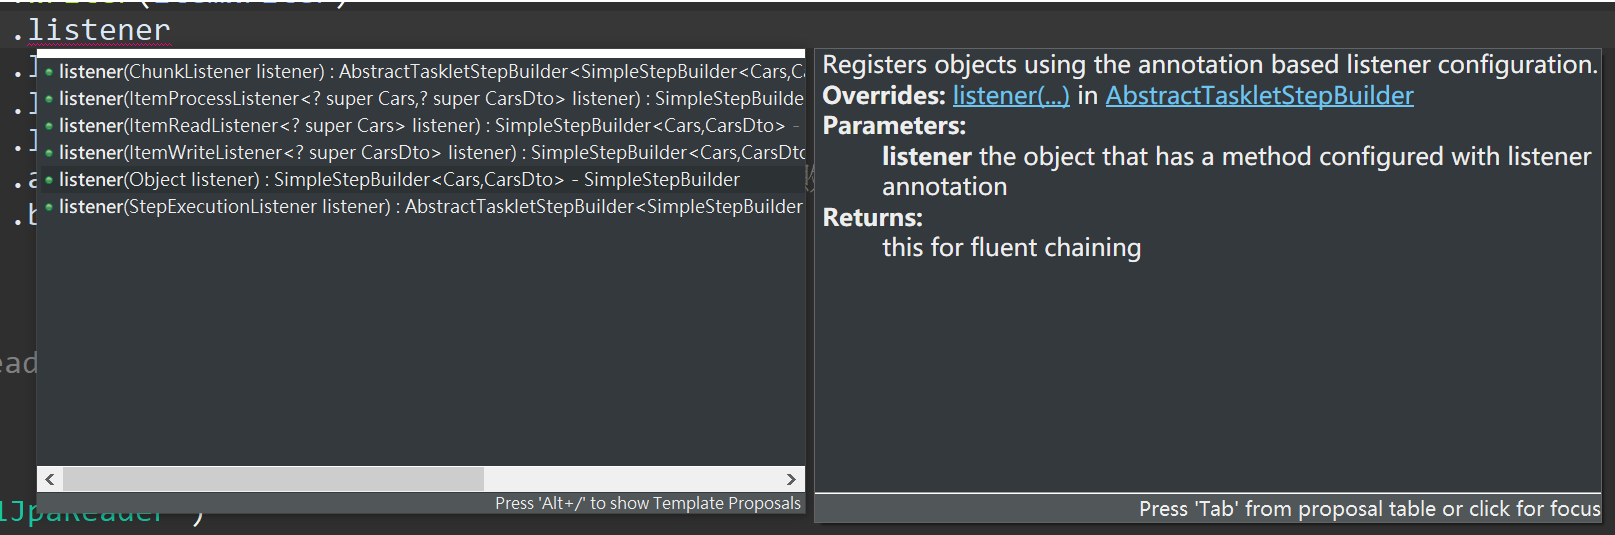 .listener
listener(ChunkListener listener) : AbstractTaskletStepBuilder<SimpleStepBuilder<Cars,C
listener(ItemProcessListener<? super Cars,? super CarsDto> listener) : SimpleStepBuilde
listener(ItemReadListener<? super Cars> listener) : SimpleStepBuilder<Cars,CarsDto> -
listener(ItemWriteListener<? super CarsDto> listener) : SimpleStepBuilder<Cars,CarsDto
listener(Object listener) : SimpleStepBuilder<Cars,CarsDto> - SimpleStepBuilder
listener(StepExecutionListener listener) : AbstractTaskletStepBuilder<SimpleStepBuilder
Press 'Alt+/' to show Template Proposals
Registers objects using the annotation based listener configuration.
Overrides: listener(...) in AbstractTaskletStepBuilder
Parameters:
listener the object that has a method configured with listener
annotation
Returns:
this for fluent chaining
Press 'Tab' from proposal table or click for focus
ead
lJpaReader )